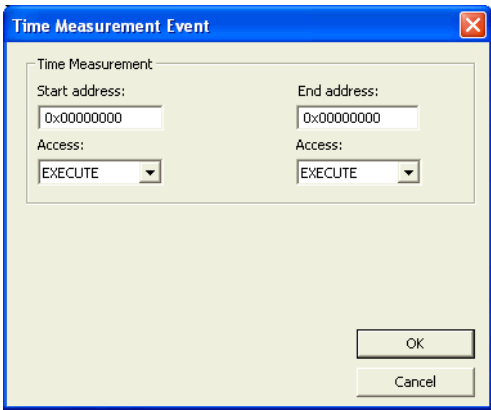 Time Measurement Event
Time Measurement
Start address: End address:
0x00000000 0x00000000
Access: Access:
EXECUTE EXECUTE
OK
Cancel